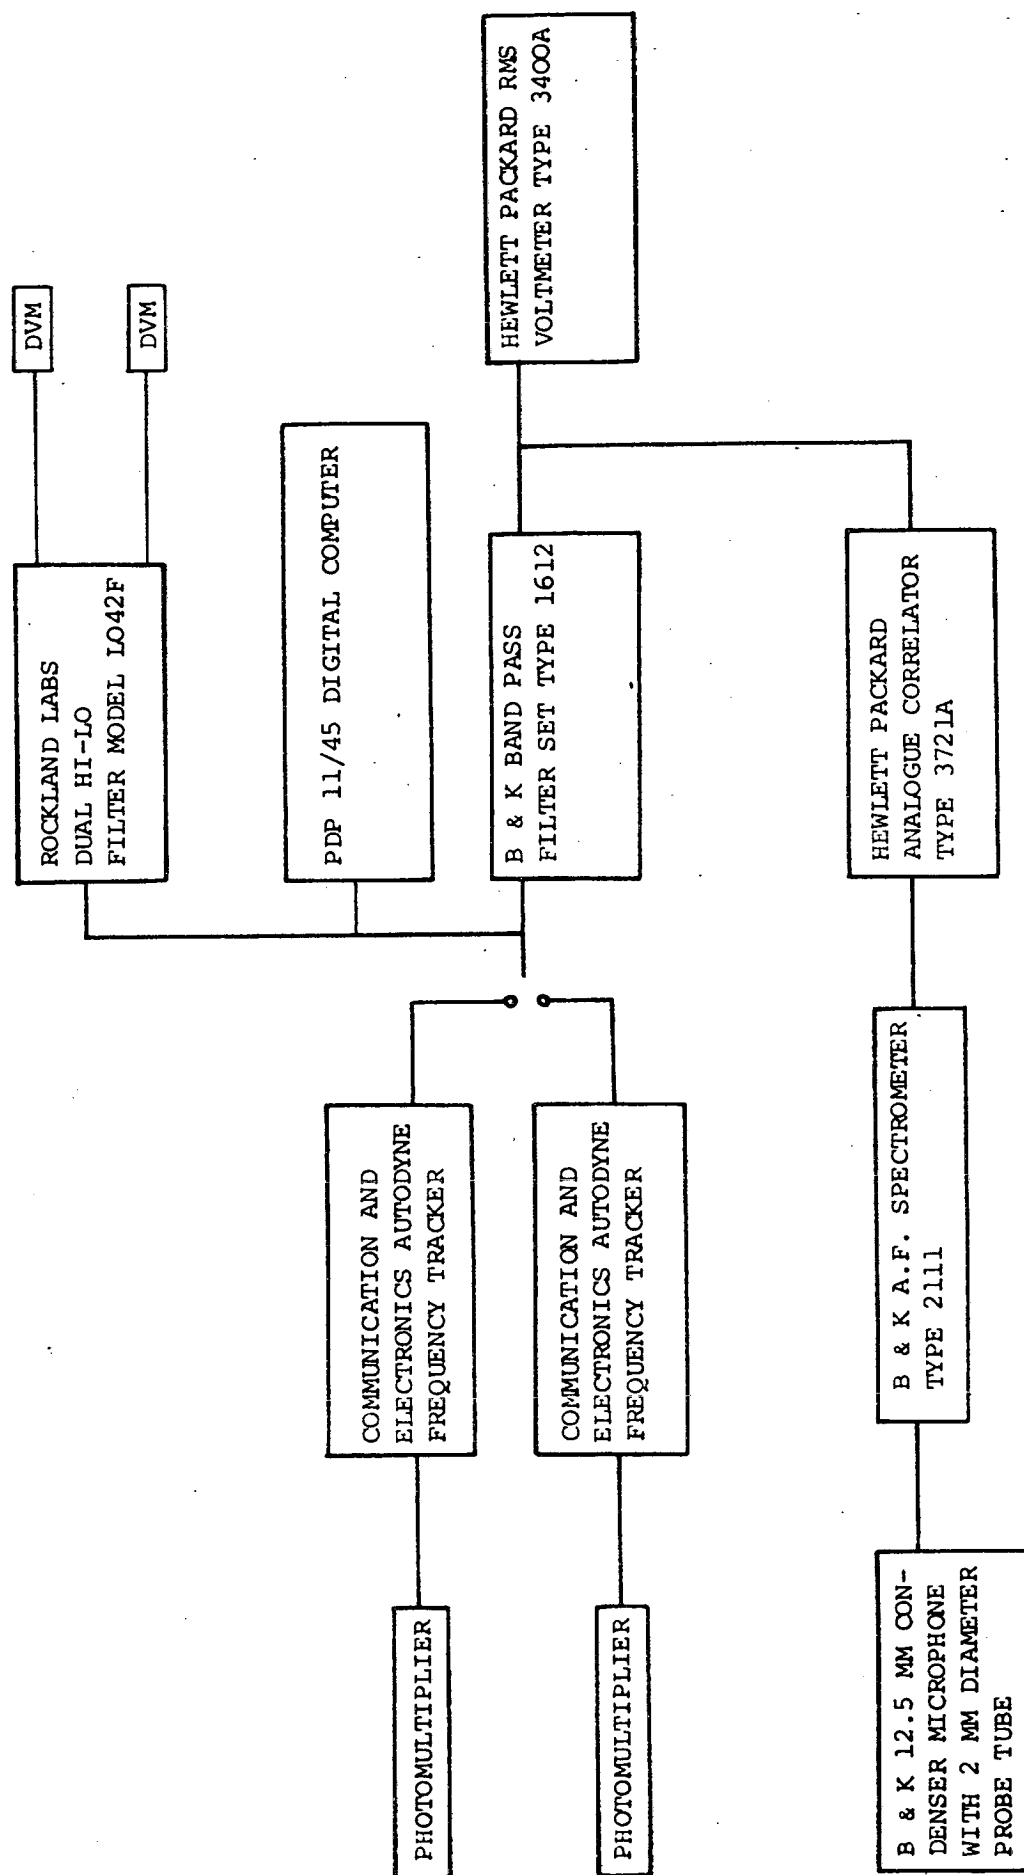 DVM
DVM
ROCKLAND LABS
DUAL HI-LO
FILTER MODEL LO42F
PDP 11/45 DIGITAL COMPUTER
HEWLETT PACKARD RMS
VOLTMETER TYPE 3400A
B & K BAND PASS
FILTER SET TYPE 1612
HEWLETT PACKARD
ANALOGUE CORRELATOR
TYPE 3721A
COMMUNICATION AND
ELECTRONICS AUTODYNE
FREQUENCY TRACKER
COMMUNICATION AND
ELECTRONICS AUTODYNE
FREQUENCY TRACKER
B & K A.F. SPECTROMETER
TYPE 2111
PHOTOMULTIPLIER
PHOTOMULTIPLIER
B & K 12.5 MM CON-
DENSER MICROPHONE
WITH 2 MM DIAMETER
PROBE TUBE